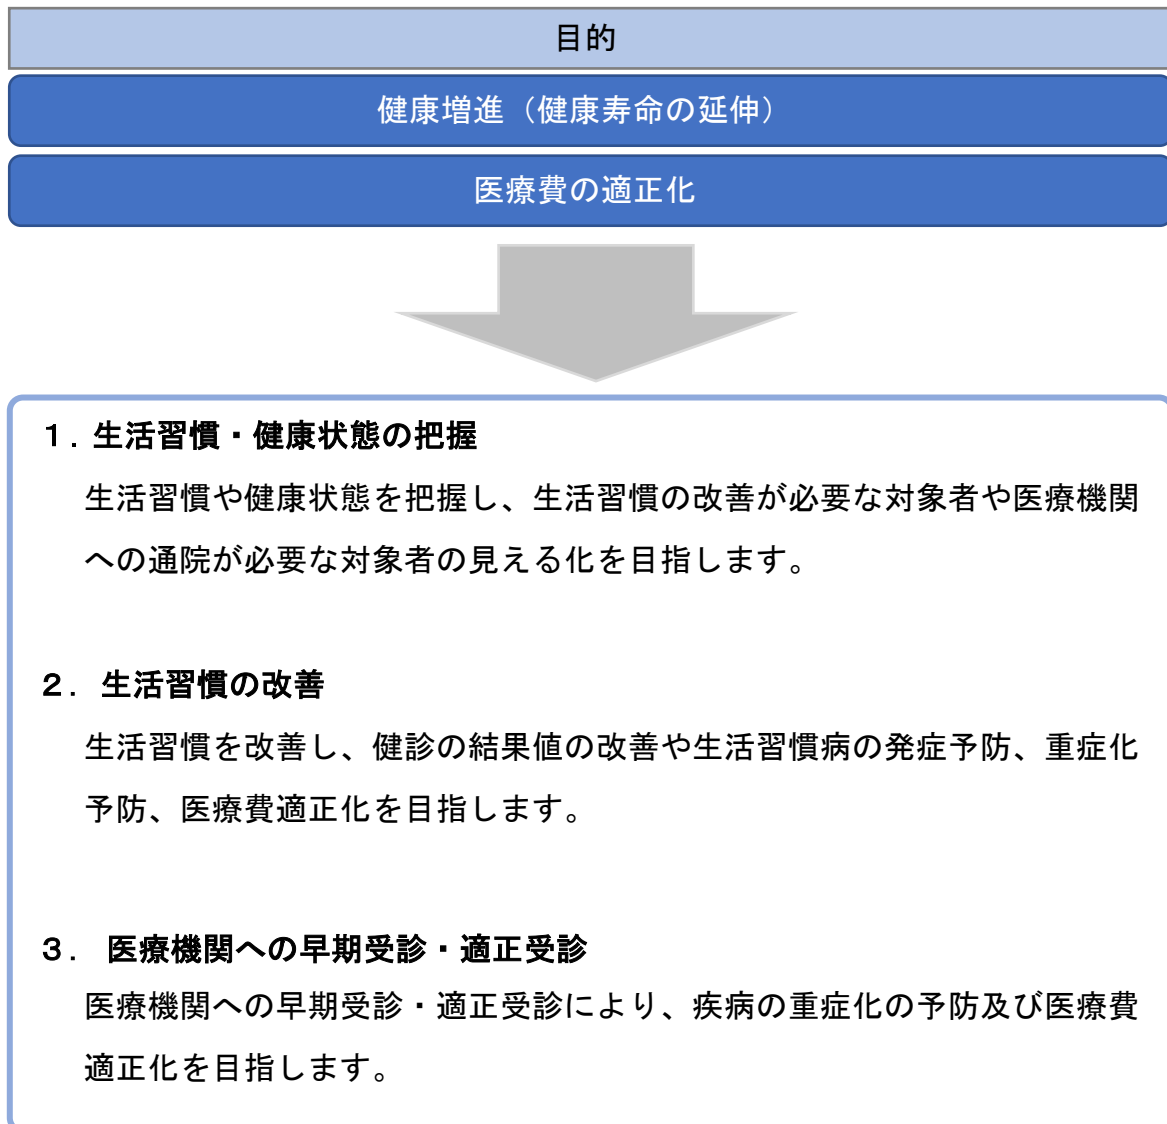 目的
健康増進（健康寿命の延伸）
医療費の適正化
１．生活習慣・健康状態の把握
生活習慣や健康状態を把握し、生活習慣の改善が必要な対象者や医療機関
への通院が必要な対象者の見える化を目指します。
２．生活習慣の改善
生活習慣を改善し、健診の結果値の改善や生活習慣病の発症予防、重症化
予防、医療費適正化を目指します。
３． 医療機関への早期受診・適正受診
医療機関への早期受診・適正受診により、疾病の重症化の予防及び医療費
適正化を目指します。